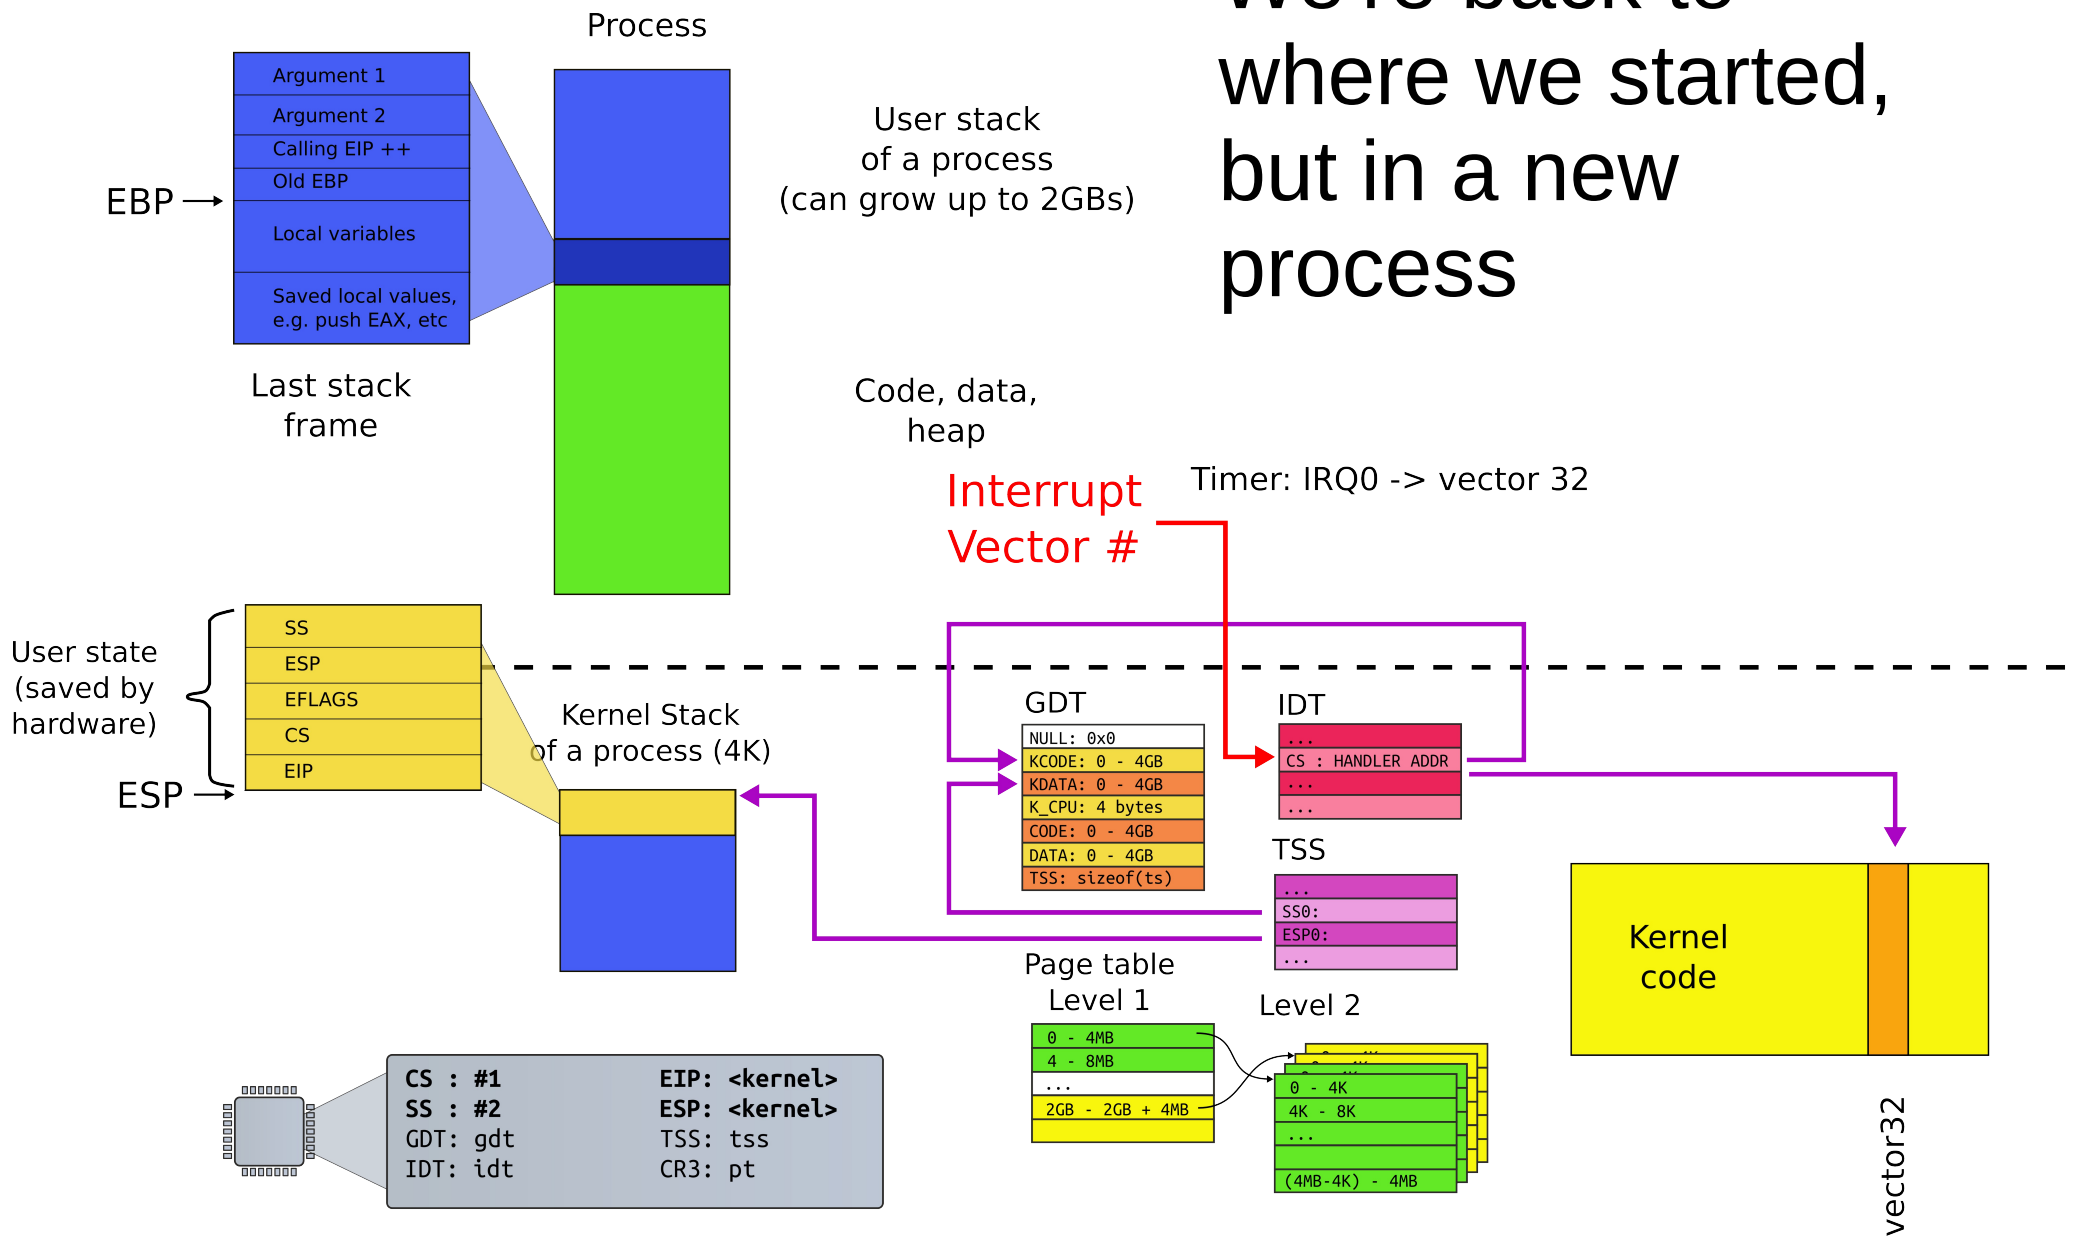 We're back to
where we started,
but in a new
process
Process
Argument 1
Argument 2
Calling EIP ++
Old EBP
Local variables
Saved local values,
e.g. push EAX, etc
EBP
Last stack
frame
User stack
of a process
(can grow up to 2GBs)
Code, data,
heap
Interrupt
Vector #
Timer: IRQ0 -> vector 32
User state
(saved by
hardware)
SS
ESP
EFLAGS
CS
EIP
ESP
Kernel Stack
of a process (4K)
GDT
NULL: 0x0
KCODE: 0 - 4GB
KDATA: 0 - 4GB
K_CPU: 4 bytes
CODE: 0 - 4GB
DATA: 0 - 4GB
TSS: sizeof(ts)
IDT
...
CS : HANDLER ADDR
...
...
TSS
...
SS0:
ESP0:
...
Kernel
code
vector32
Page table
Level 1
0 - 4MB
4 - 8MB
...
2GB - 2GB + 4MB
Level 2
0 - 4K
4K - 8K
...
(4MB-4K) - 4MB
CS : #1
EIP: <kernel>
SS : #2
ESP: <kernel>
GDT: gdt
TSS: tss
IDT: idt
CR3: pt